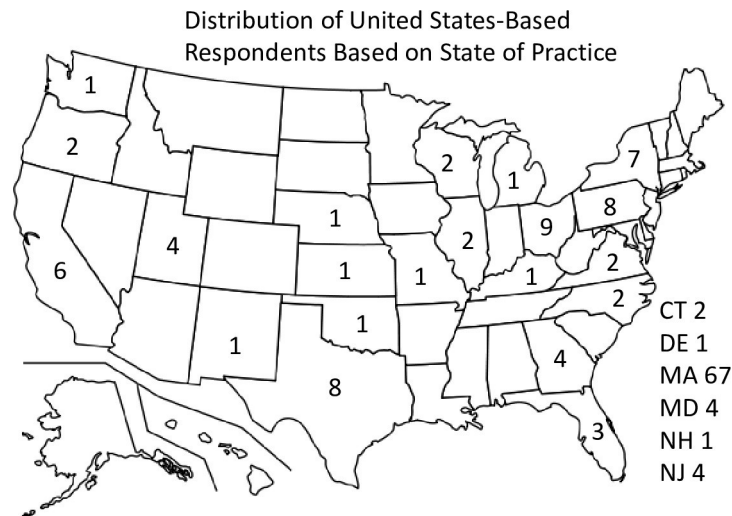 Distribution of United States-Based
Respondents Based on State of Practice
1
2
2
7
1
8
1
9
4
2
6
1
1
1
2
1
2
CT 2
1
DE 1
4
8
MA 67
MD 4
3
NH 1
NJ 4